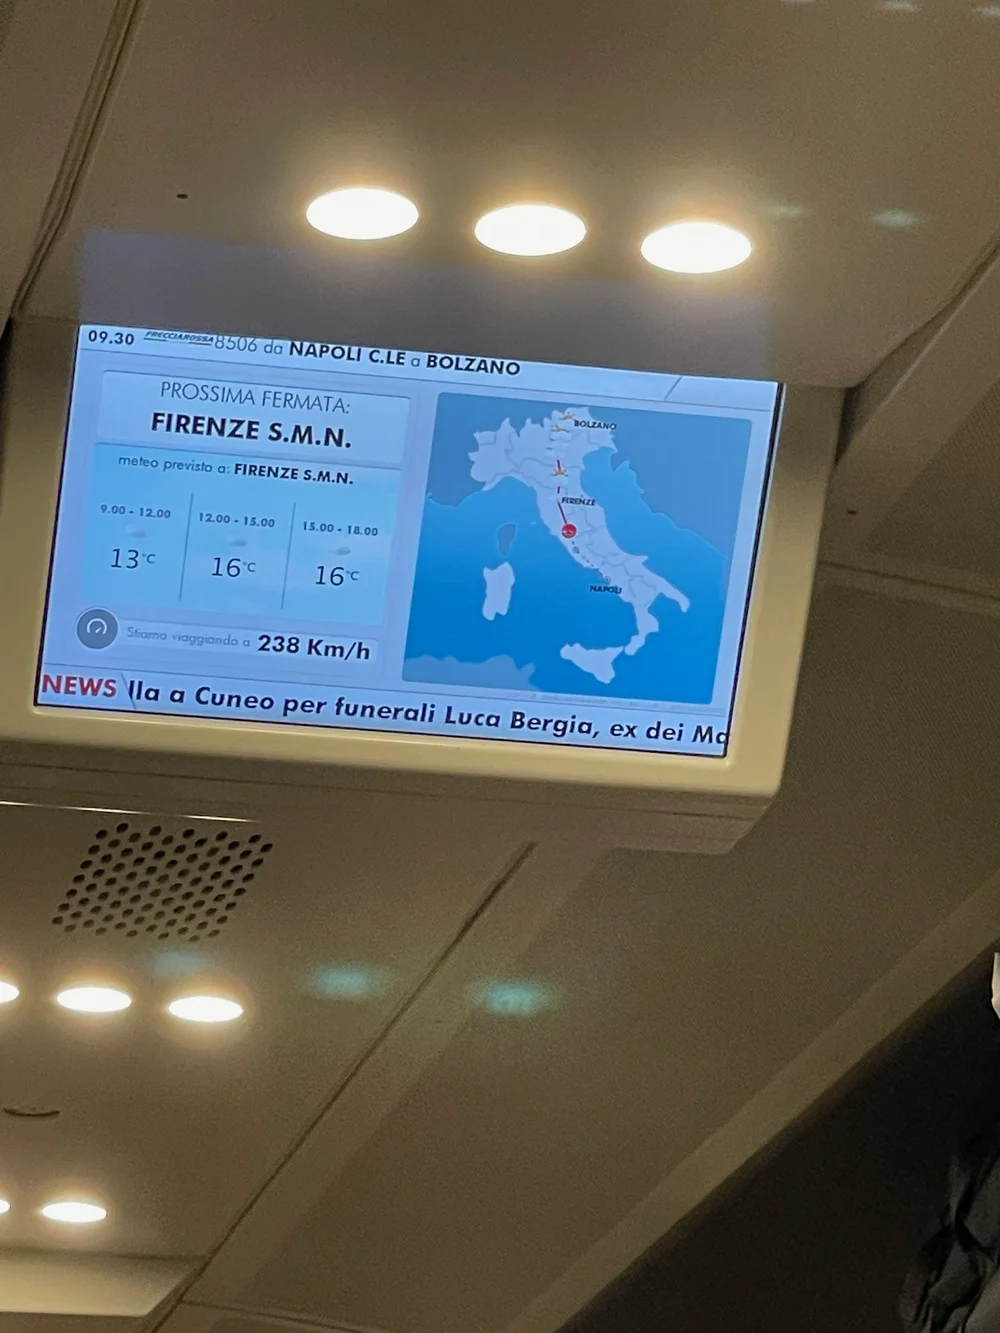 09.30 FRECCIAROSSA 8506 da NAPOLI C.LE a BOLZANO
PROSSIMA FERMATA:
FIRENZE S.M.N.
meteo previsto a: FIRENZE S.M.N.
9.00 - 12.00 12.00 - 15.00 15.00 - 18.00
13°C 16°C 16°C
Stiamo viaggiando a 238 Km/h
BOLZANO
FIRENZE
NAPOLI
NEWS lla a Cuneo per funerali Luca Bergia, ex dei Ma